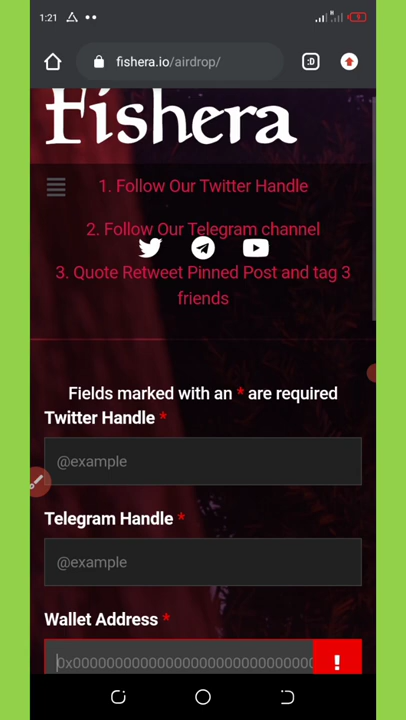 1:21
:D
fishera.io/airdrop/
Fishera
1. Follow Our Twitter Handle
2. Follow Our Telegram channel
3. Quote Retweet Pinned Post and tag 3
friends
Fields marked with an * are required
Twitter Handle *
@example
Telegram Handle *
@example
Wallet Address *